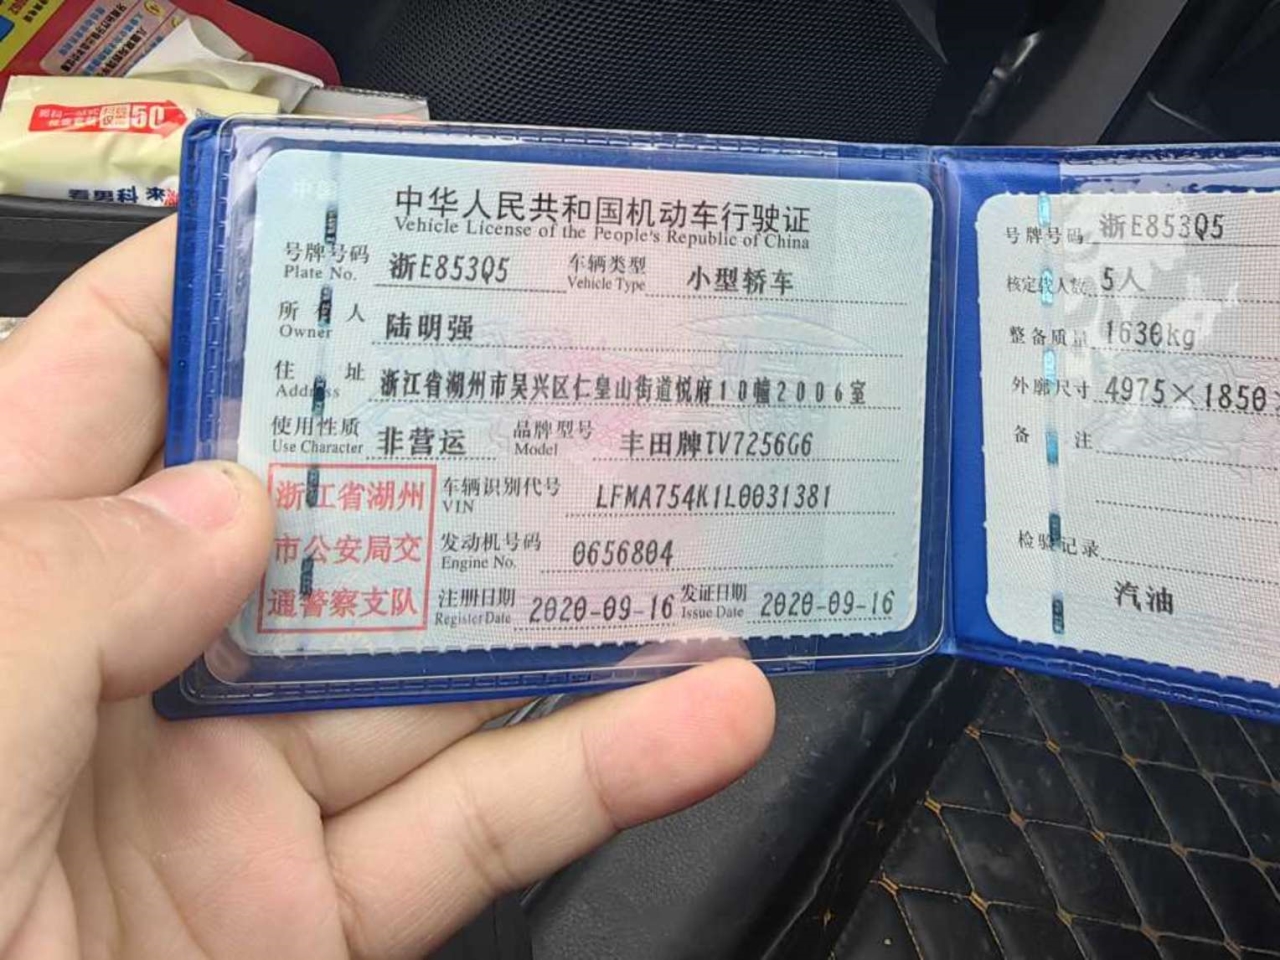 中华人民共和国机动车行驶证
Vehicle License of the People's Republic of China
号牌号码 浙E853Q5 车辆类型 小型轿车
Plate No. Vehicle Type
所有人 陆明强
Owner
住址 浙江省湖州市吴兴区仁皇山街道悦府10幢2006室
Address
使用性质 非营运 品牌型号 丰田牌TV7256G6
Use Character Model
浙江省湖州
市公安局交
通警察支队
车辆识别代号 LFMA754K1L0031381
VIN
发动机号码 0656804
Engine No.
注册日期 2020-09-16 发证日期 2020-09-16
Register Date Issue Date
号牌号码 浙E853Q5
核定载人数 5人
整备质量 1630kg
外廓尺寸 4975×1850
备注
检验记录
汽油
50